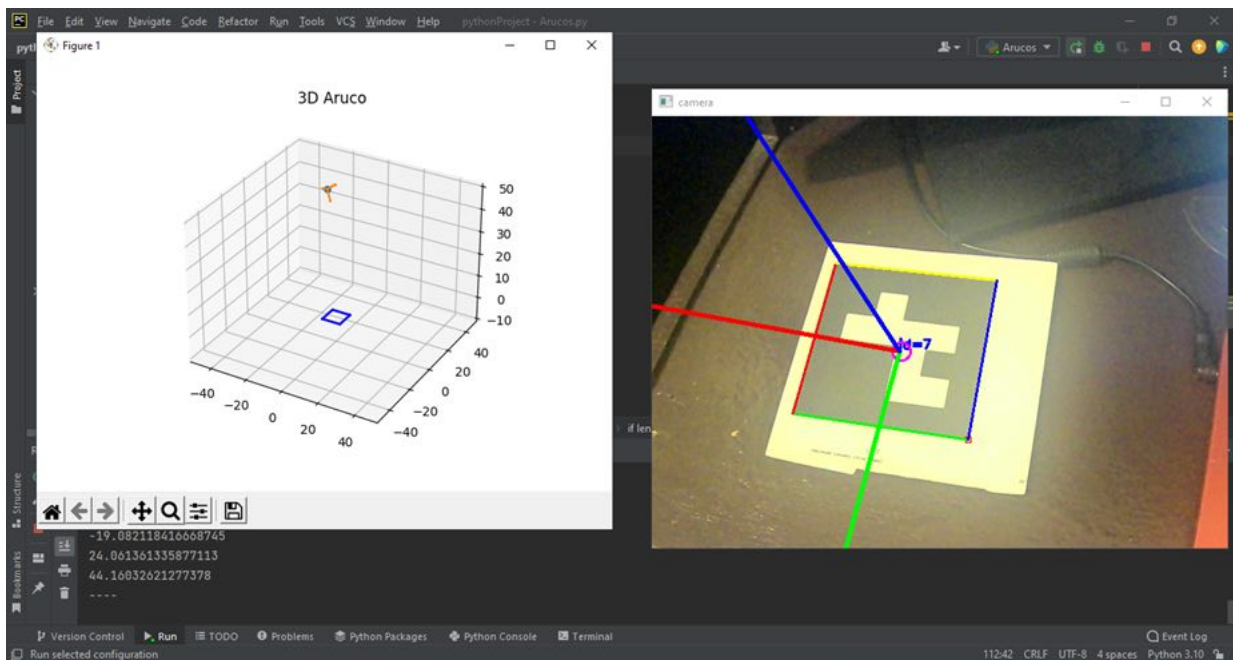 File Edit View Navigate Code Refactor Run Tools VCS Window Help pythonProject - Arucos.py
Figure 1
Arucos
Project
camera
3D Aruco
50
40
30
20
10
0
−10
40
20
0
−20
−40
−40
−20
0
20
40
id=7
if len
-19.082118416668745
24.061361335877113
44.16032621277378
----
Structure
Bookmarks
Version Control Run TODO Problems Python Packages Python Console Terminal Event Log
Run selected configuration 112:42 CRLF UTF-8 4 spaces Python 3.10